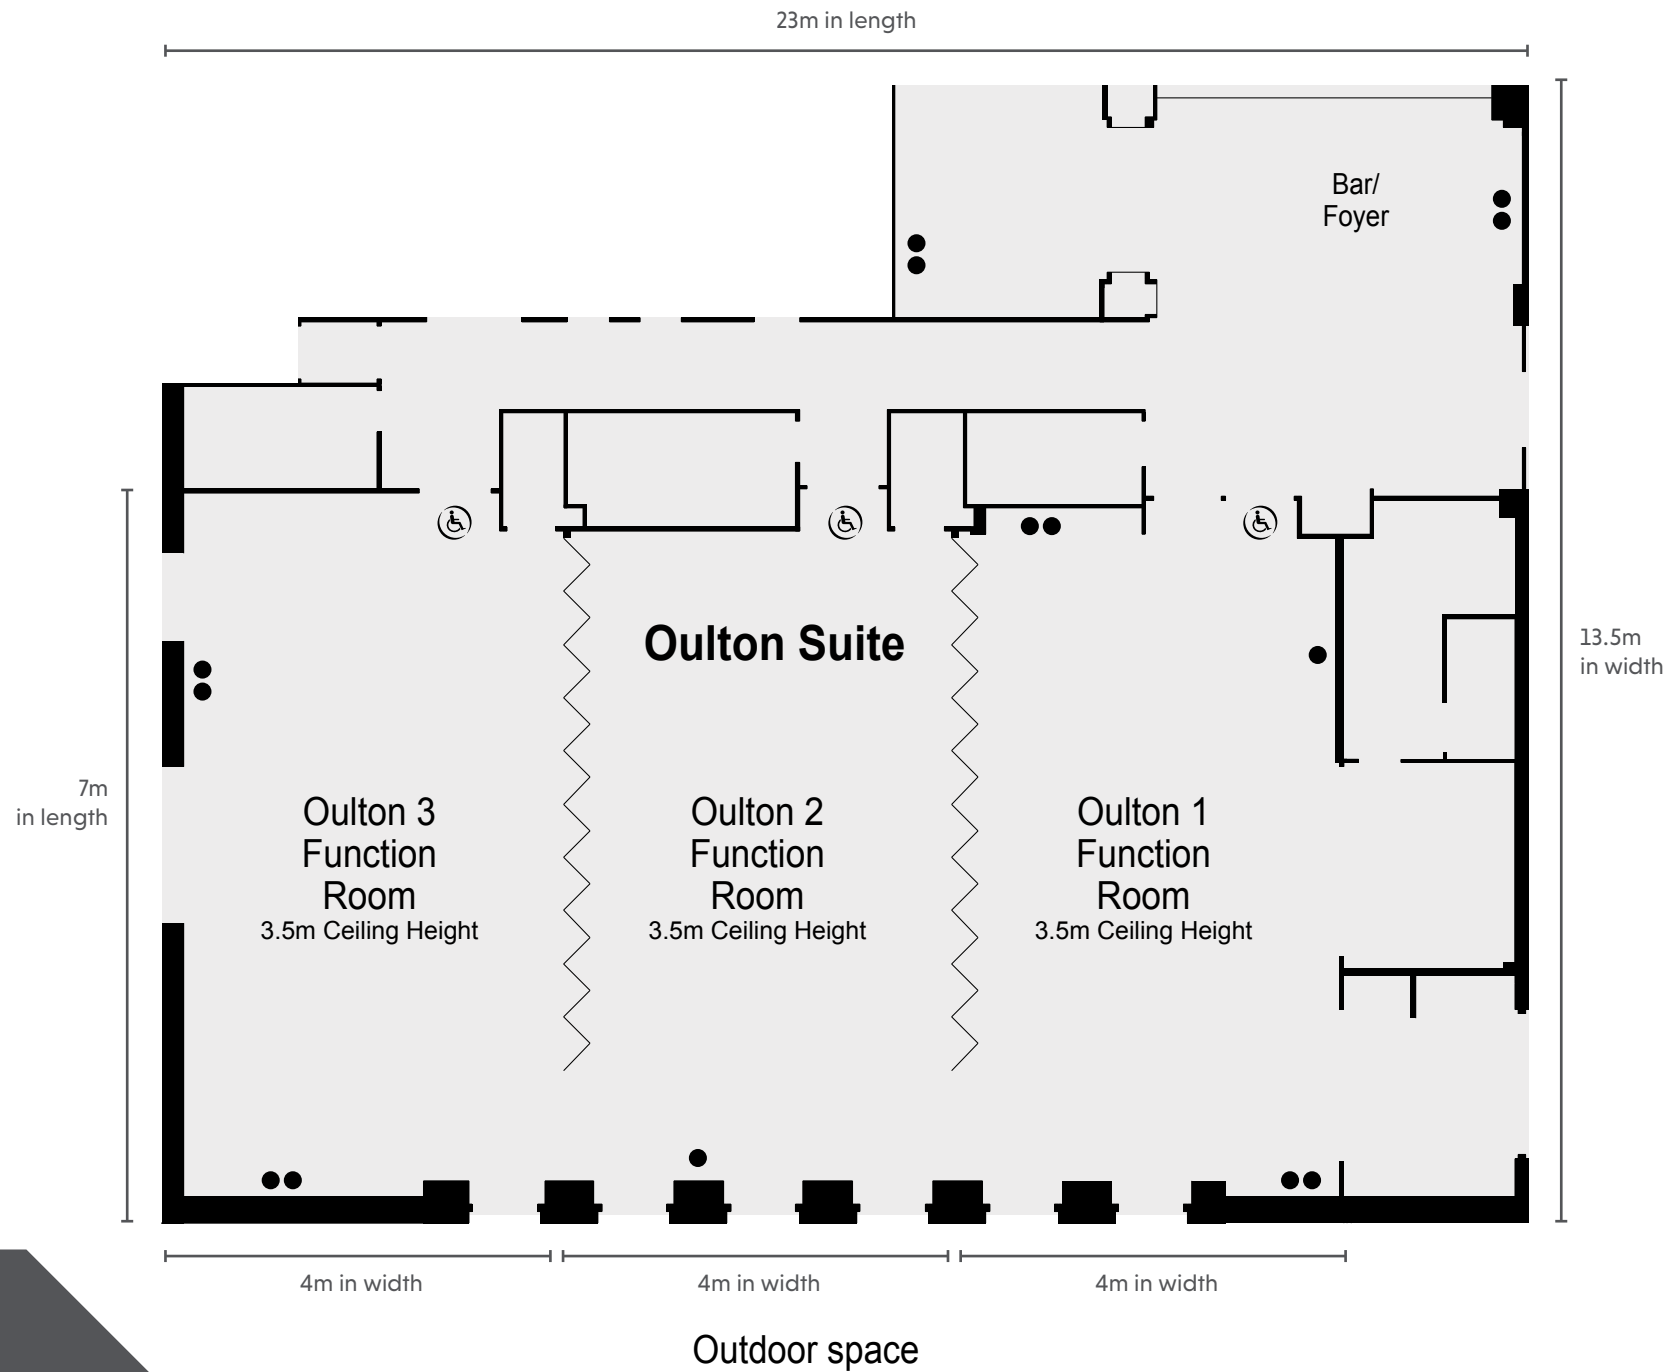 23m in length
Bar/
Foyer
Oulton Suite
13.5m
in width
7m
in length
Oulton 3
Function
Room
3.5m Ceiling Height
Oulton 2
Function
Room
3.5m Ceiling Height
Oulton 1
Function
Room
3.5m Ceiling Height
4m in width
4m in width
4m in width
Outdoor space